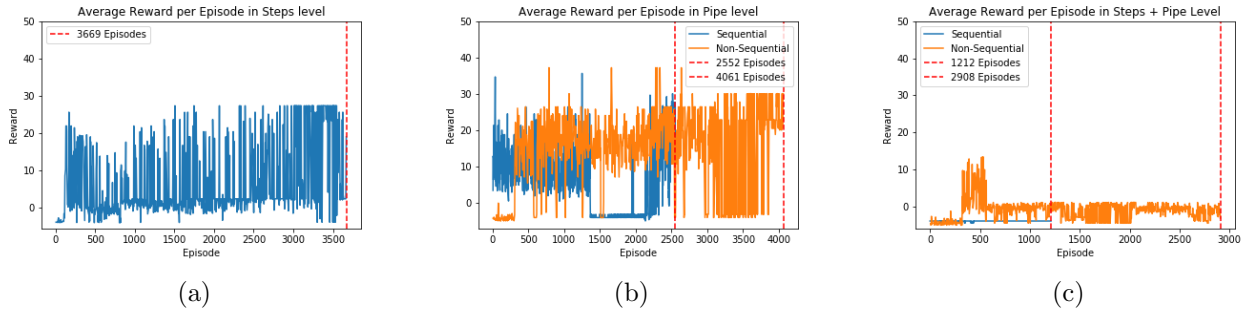 Average Reward per Episode in Steps level
50
40
30
20
10
0
Reward
3669 Episodes
0 500 1000 1500 2000 2500 3000 3500
Episode
(a)
Average Reward per Episode in Pipe level
50
40
30
20
10
0
Reward
Sequential
Non-Sequential
2552 Episodes
4061 Episodes
0 500 1000 1500 2000 2500 3000 3500 4000
Episode
(b)
Average Reward per Episode in Steps + Pipe Level
50
40
30
20
10
0
Reward
Sequential
Non-Sequential
1212 Episodes
2908 Episodes
0 500 1000 1500 2000 2500 3000
Episode
(c)